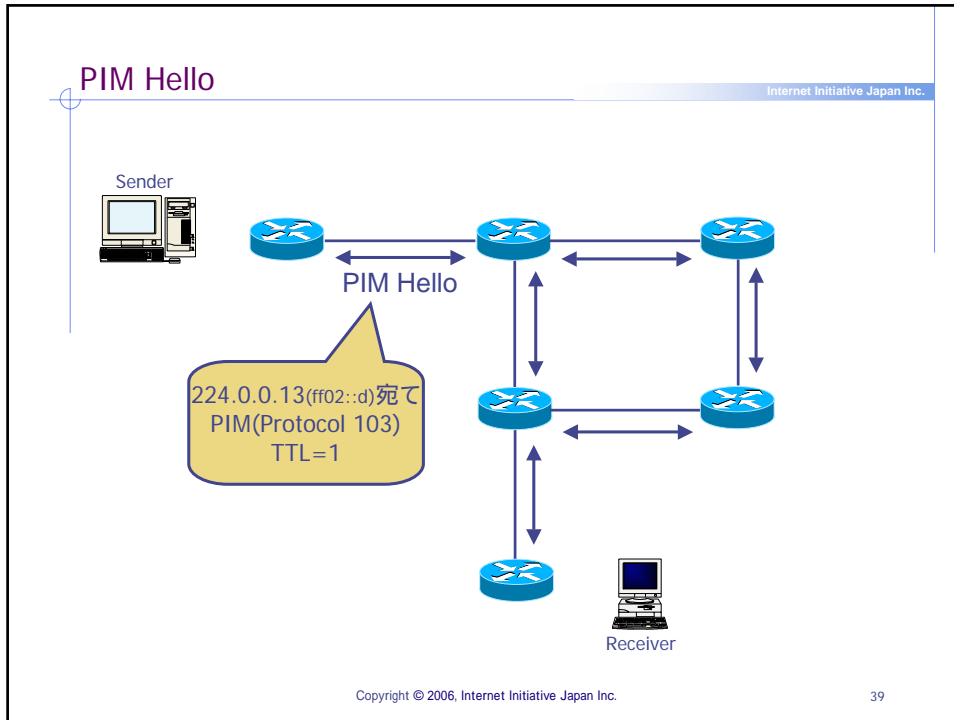 PIM Hello
Internet Initiative Japan Inc.
Sender
PIM Hello
224.0.0.13(ff02::d)宛て
PIM(Protocol 103)
TTL=1
Receiver
Copyright © 2006, Internet Initiative Japan Inc.
39